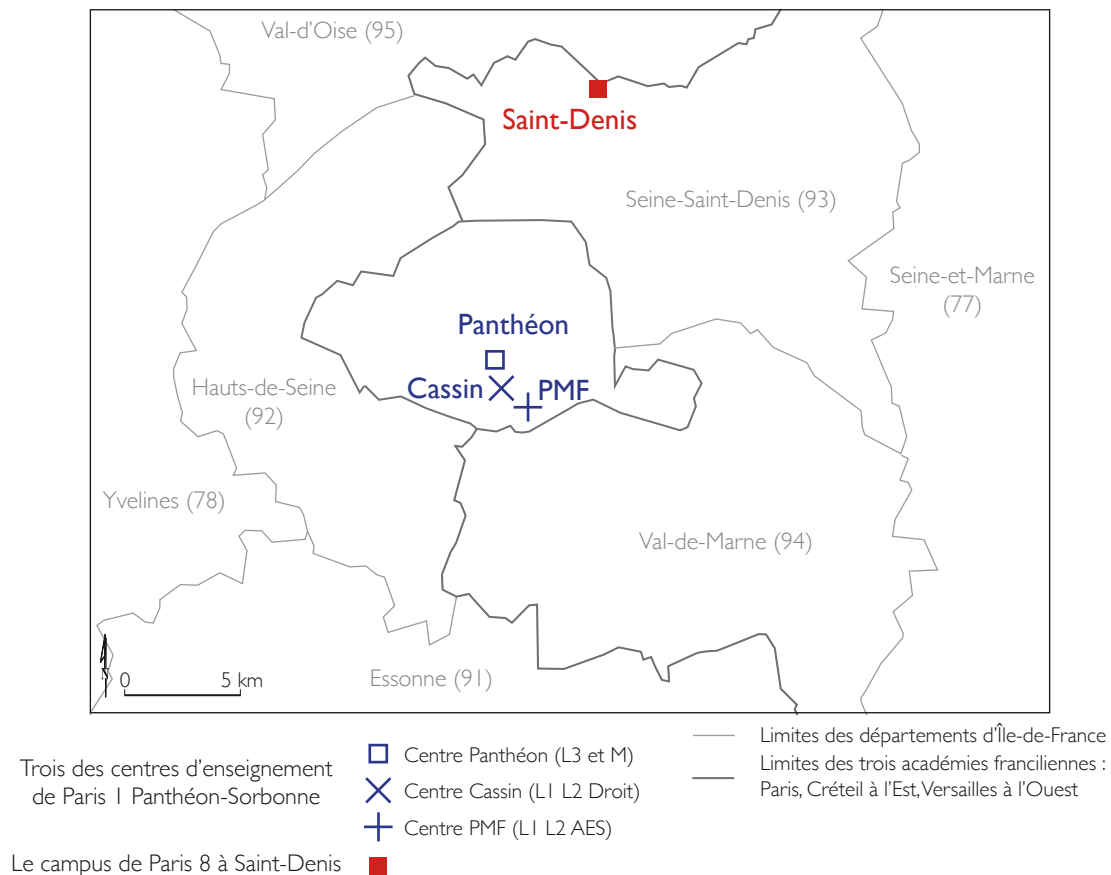 Val-d'Oise (95)
Saint-Denis
Seine-Saint-Denis (93)
Seine-et-Marne
(77)
Panthéon
Hauts-de-Seine
(92)
Cassin
PMF
Yvelines (78)
Val-de-Marne (94)
Essonne (91)
N
0 5 km
Trois des centres d'enseignement
de Paris 1 Panthéon-Sorbonne
Centre Panthéon (L3 et M)
Centre Cassin (L1 L2 Droit)
Centre PMF (L1 L2 AES)
Le campus de Paris 8 à Saint-Denis
Limites des départements d'Île-de-France
Limites des trois académies franciliennes :
Paris, Créteil à l'Est, Versailles à l'Ouest